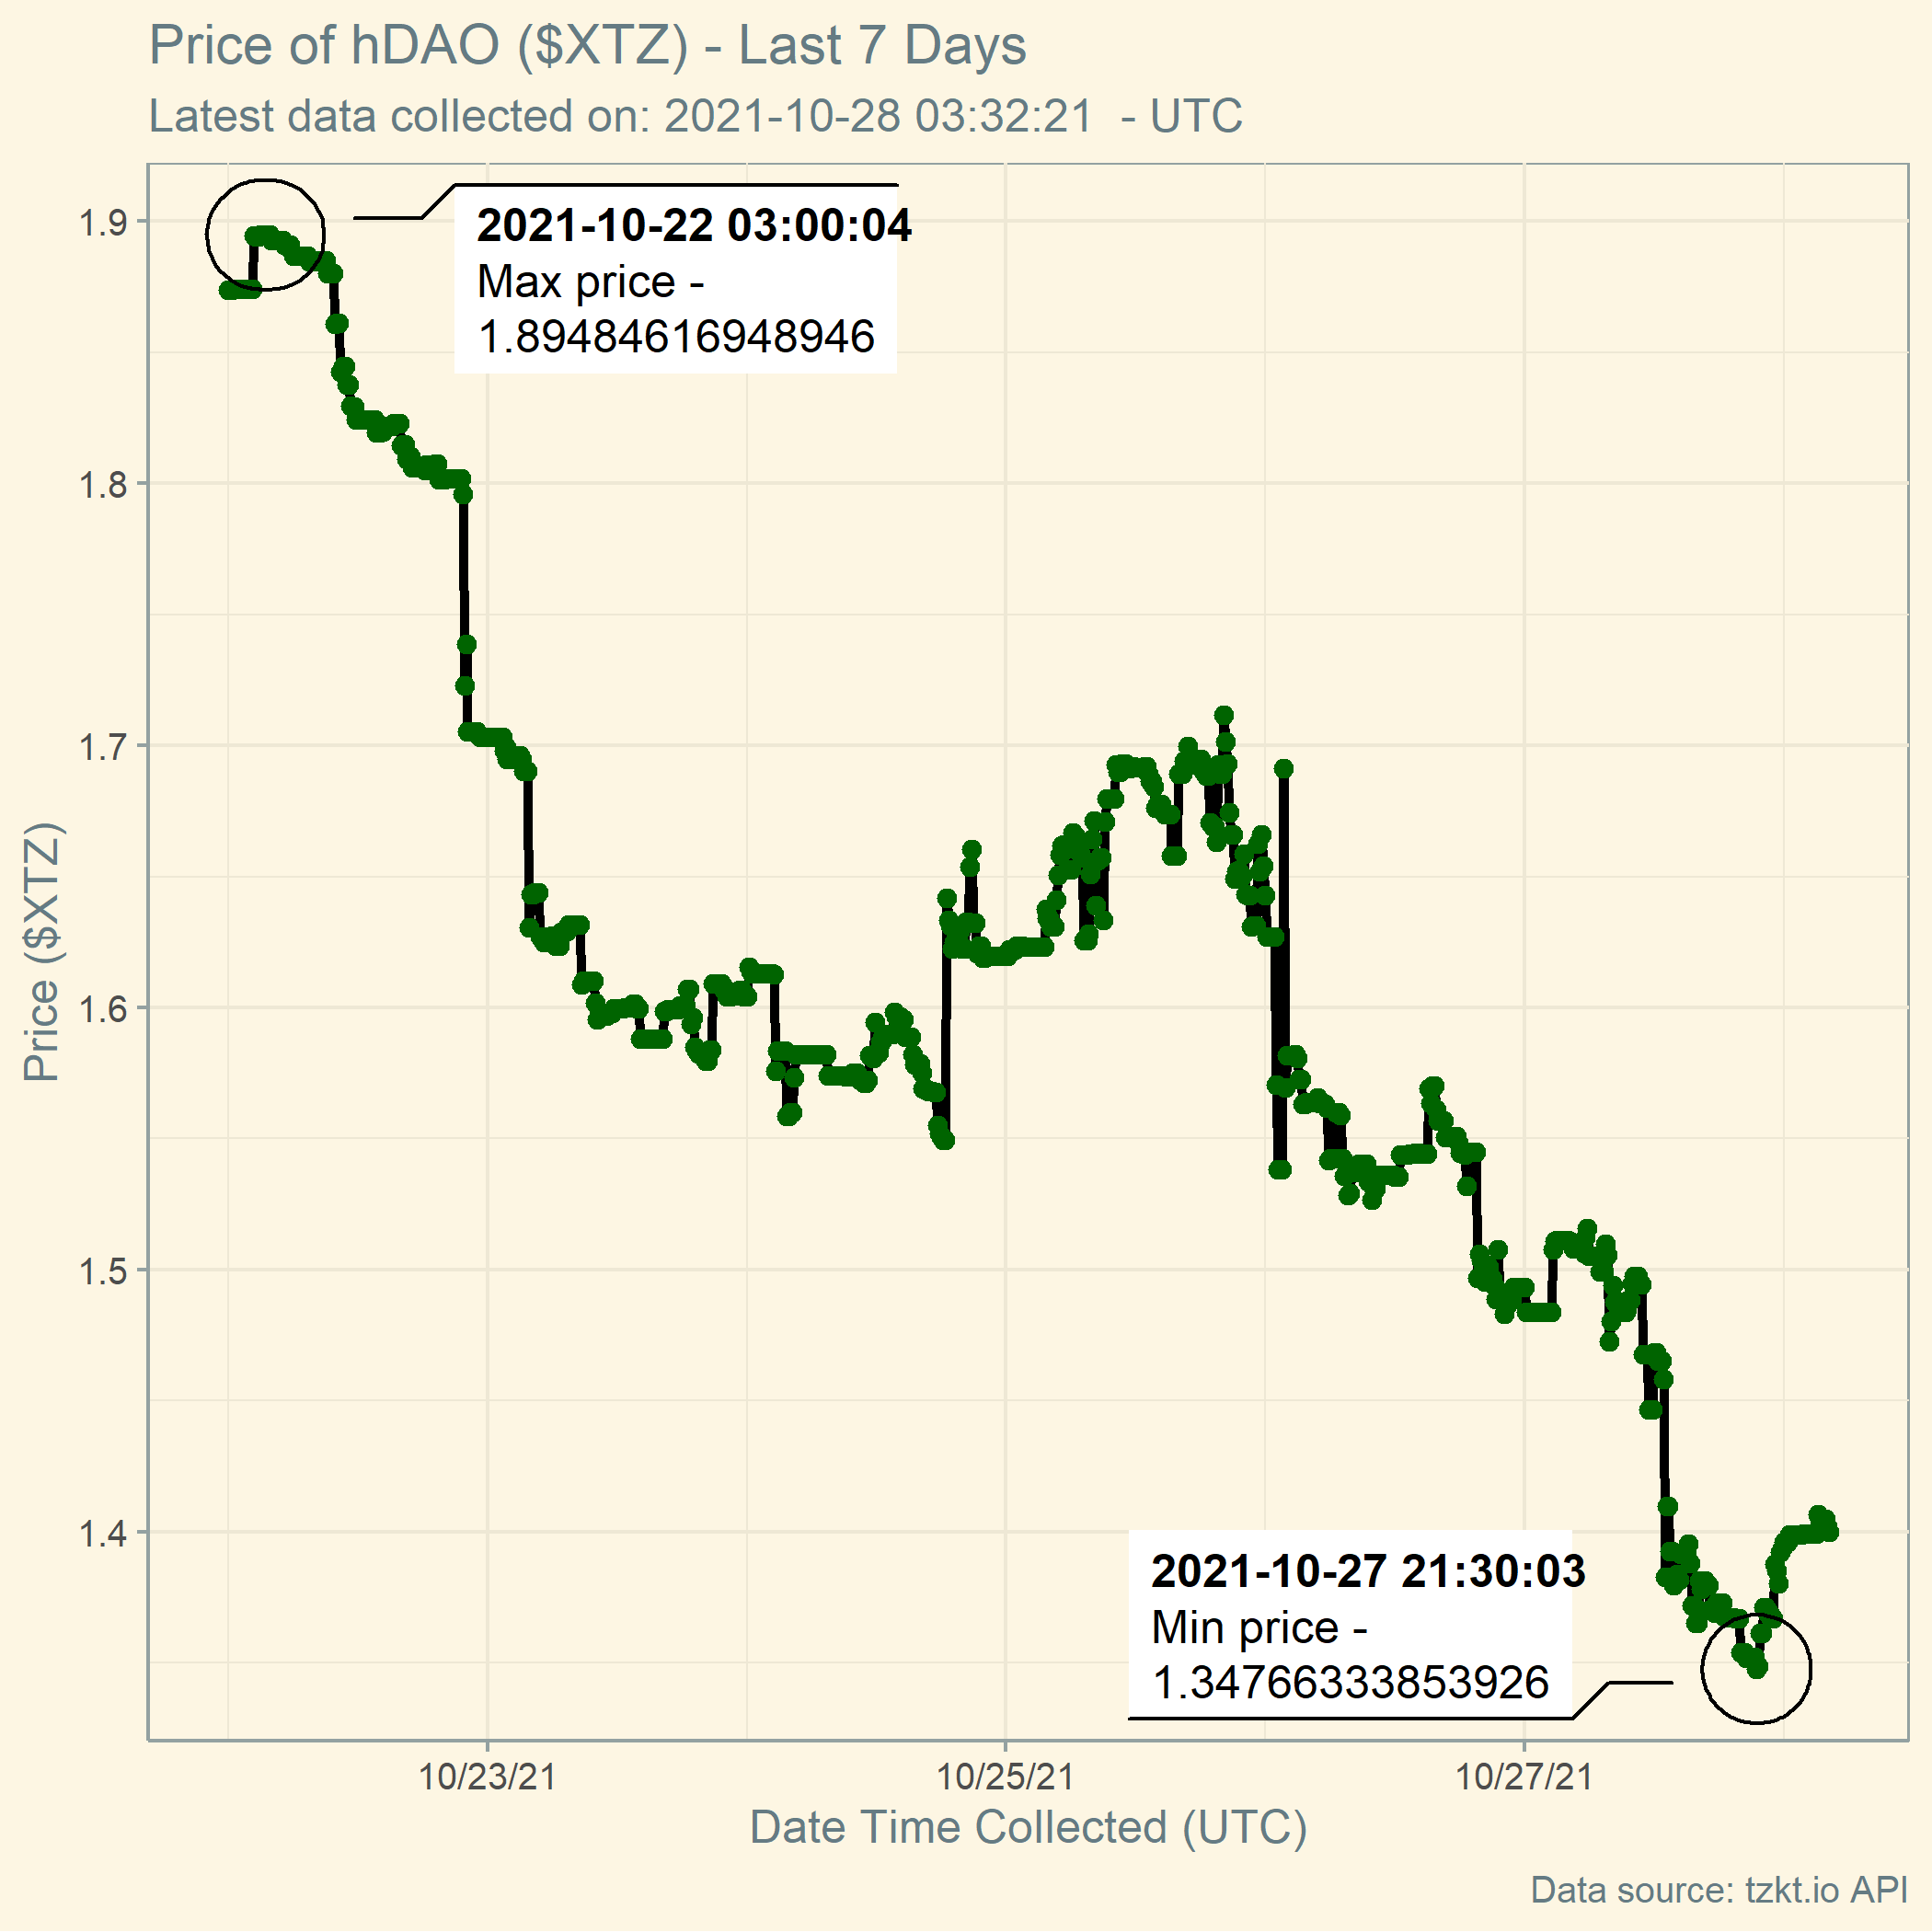 Price of hDAO ($XTZ) - Last 7 Days
Latest data collected on: 2021-10-28 03:32:21  - UTC
2021-10-22 03:00:04
Max price -
1.89484616948946
1.9
1.8
1.7
1.6
1.5
1.4
Price ($XTZ)
2021-10-27 21:30:03
Min price -
1.34766333853926
10/23/21
10/25/21
10/27/21
Date Time Collected (UTC)
Data source: tzkt.io API